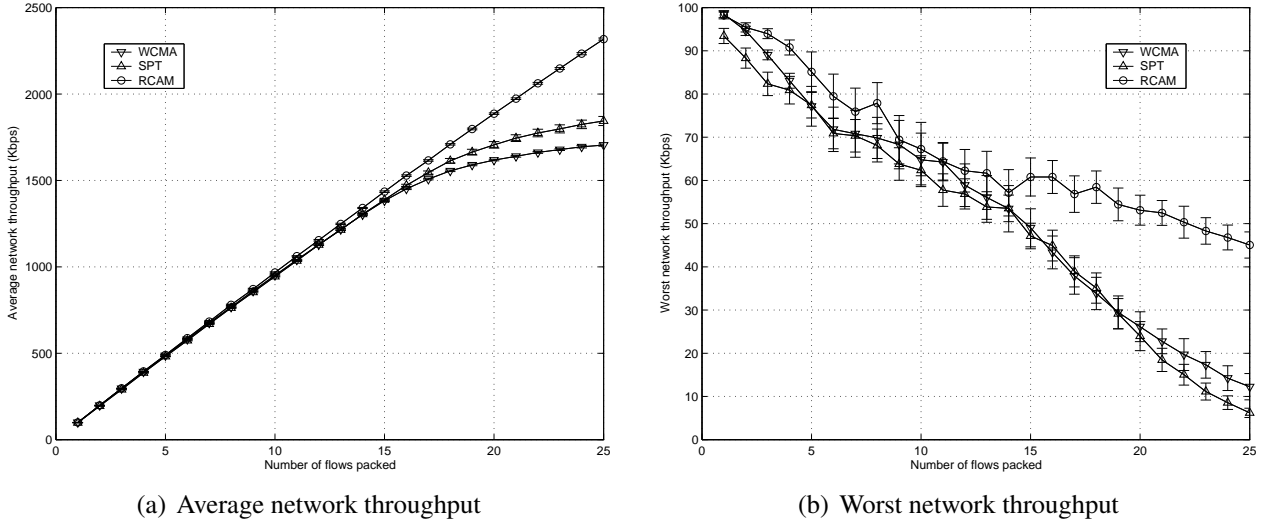 2500
2000
1500
1000
500
0
Average network throughput (Kbps)
WCMA
SPT
RCAM
0 5 10 15 20 25
Number of flows packed
(a) Average network throughput
100
90
80
70
60
50
40
30
20
10
0
Worst network throughput (Kbps)
WCMA
SPT
RCAM
0 5 10 15 20 25
Number of flows packed
(b) Worst network throughput